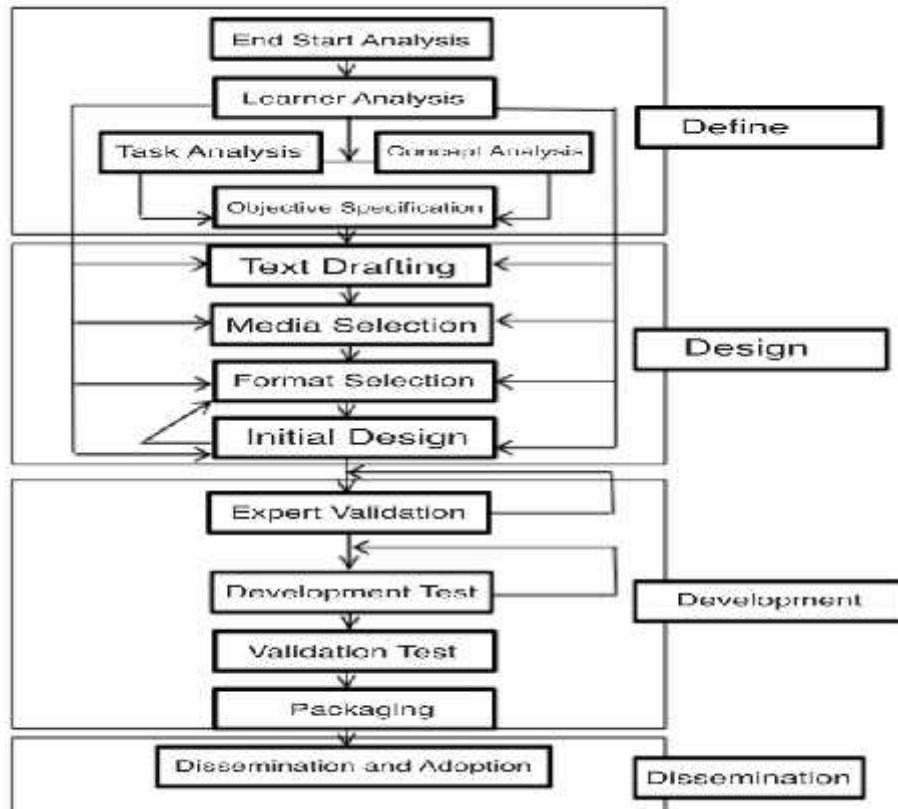 End Start Analysis
Learner Analysis
Define
Task Analysis
Concept Analysis
Objective Specification
Text Drafting
Media Selection
Design
Format Selection
Initial Design
Expert Validation
Development Test
Development
Validation Test
Packaging
Dissemination and Adoption
Dissemination